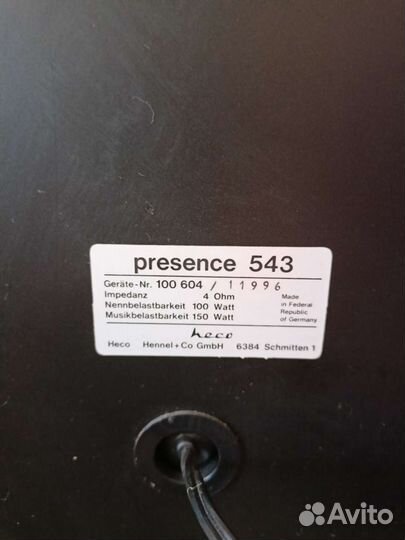 presence 543
Geräte-Nr. 100 604 / 11996
Impedanz 4 Ohm
Nennbelastbarkeit 100 Watt
Musikbelastbarkeit 150 Watt
Made
in Federal
Republic
of Germany
heco
Heco Hennel+Co GmbH 6384 Schmitten 1
Avito